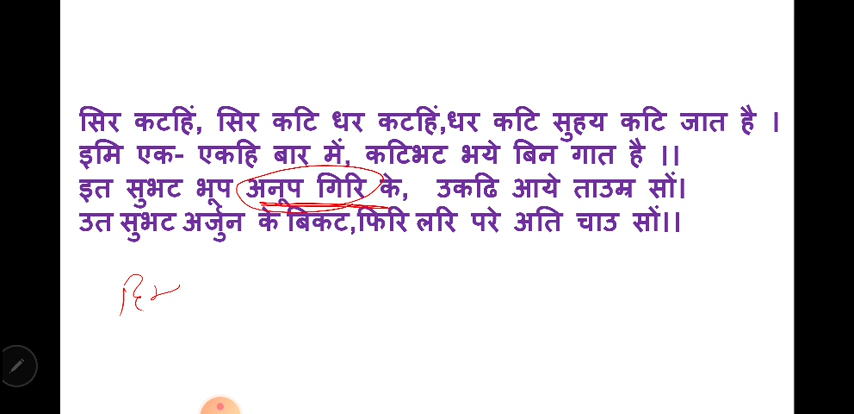 सिर कटहिं, सिर कटि धर कटहिं,धर कटि सुहय कटि जात है ।
इमि एक- एकहि बार में, कटिभट भये बिन गात है ।।
इत सुभट भूप अनूप गिरि के, उकढि आये ताउम्र सों।
उत सुभट अर्जुन के बिकट,फिरि लरि परे अति चाउ सों।।